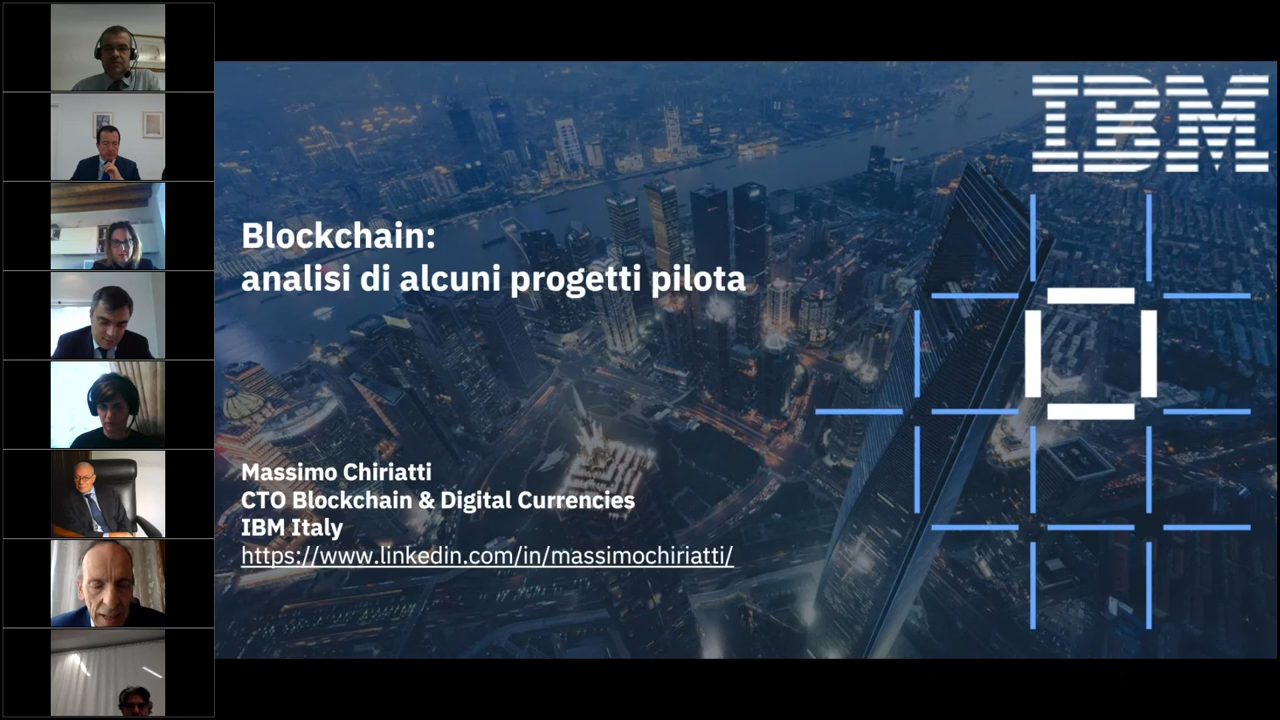 IBM
Blockchain:
analisi di alcuni progetti pilota
Massimo Chiriatti
CTO Blockchain & Digital Currencies
IBM Italy
https://www.linkedin.com/in/massimochiriatti/